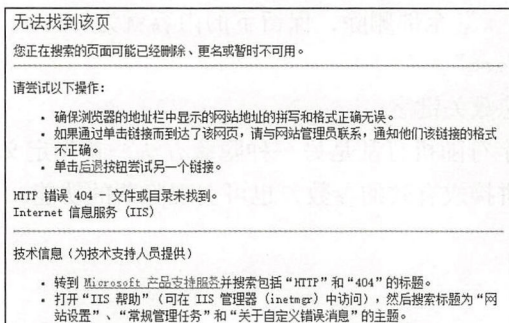 无法找到该页
您正在搜索的页面可能已经删除、更名或暂时不可用。
请尝试以下操作：
• 确保浏览器的地址栏中显示的网站地址的拼写和格式正确无误。
• 如果通过单击链接而到达了该网页，请与网站管理员联系，通知他们该链接的格式
不正确。
• 单击后退按钮尝试另一个链接。
HTTP 错误 404 - 文件或目录未找到。
Internet 信息服务 (IIS)
技术信息（为技术支持人员提供）
• 转到 Microsoft 产品支持服务并搜索包括“HTTP”和“404”的标题。
• 打开“IIS 帮助”（可在 IIS 管理器 (inetmgr) 中访问），然后搜索标题为“网
站设置”、“常规管理任务”和“关于自定义错误消息”的主题。